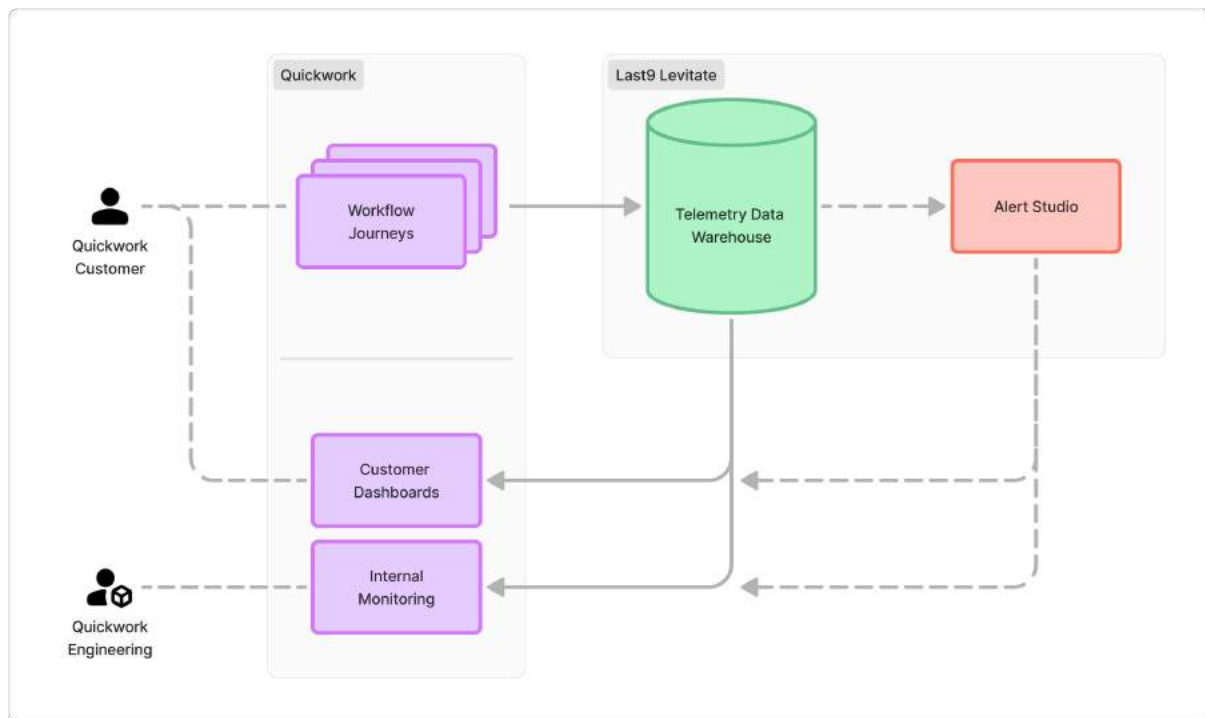 Quickwork
Last9 Levitate
Workflow
Journeys
Telemetry Data
Warehouse
Alert Studio
Quickwork
Customer
Customer
Dashboards
Internal
Monitoring
Quickwork
Engineering